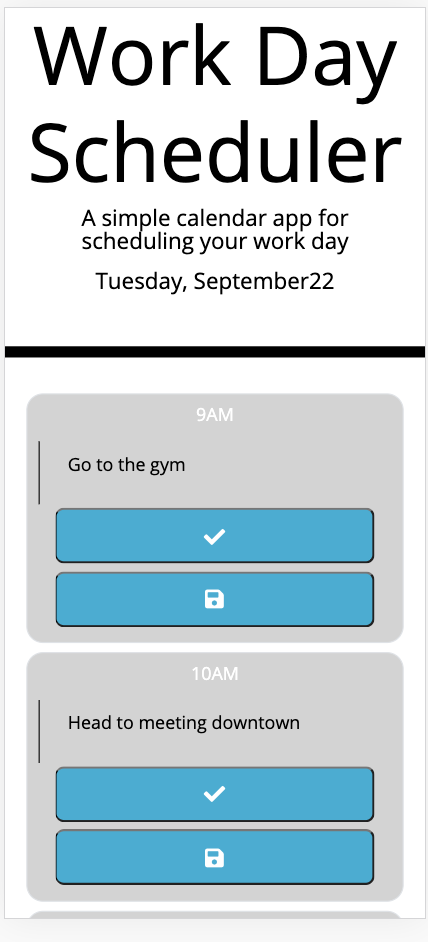 Work Day
Scheduler
A simple calendar app for
scheduling your work day
Tuesday, September22
9AM
Go to the gym
10AM
Head to meeting downtown